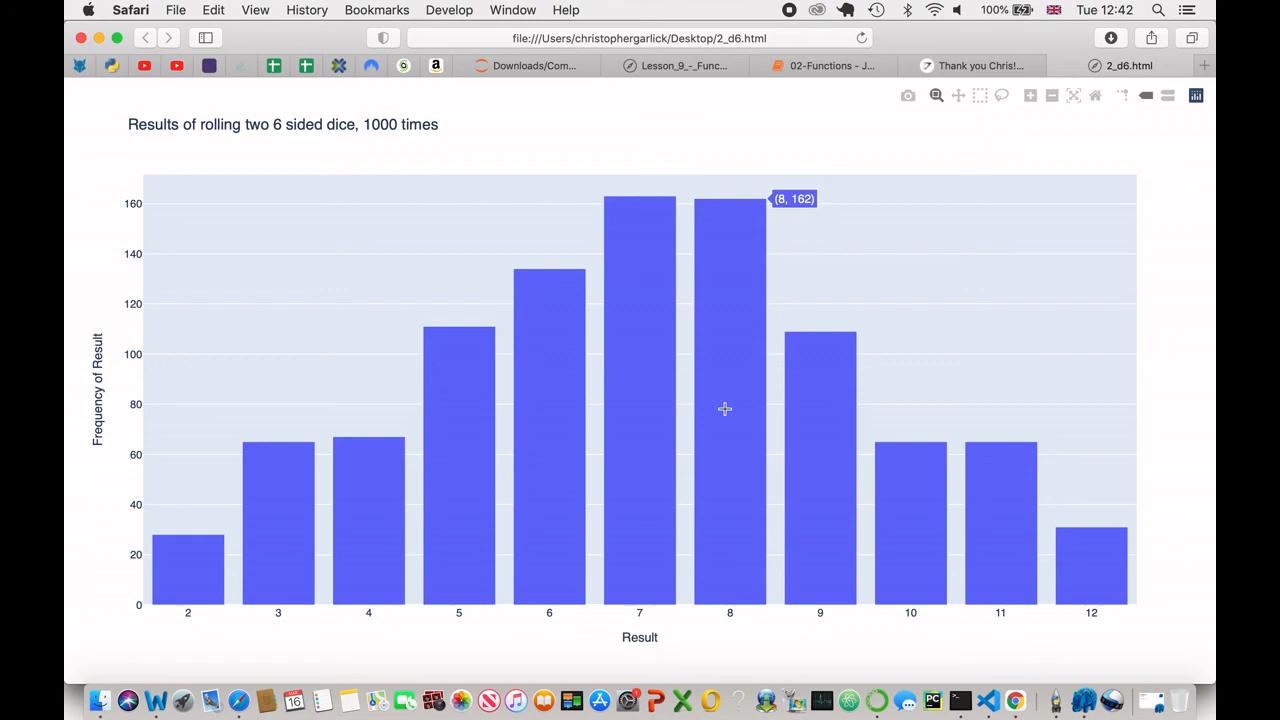 Safari File Edit View History Bookmarks Develop Window Help 100% Tue 12:42
file:///Users/christophergarlick/Desktop/2_d6.html
Downloads/Com... Lesson_9_-_Func... 02-Functions - J... Thank you Chris!... 2_d6.html
Results of rolling two 6 sided dice, 1000 times
(8, 162)
160
140
120
100
80
60
40
20
0
Frequency of Result
2 3 4 5 6 7 8 9 10 11 12
Result